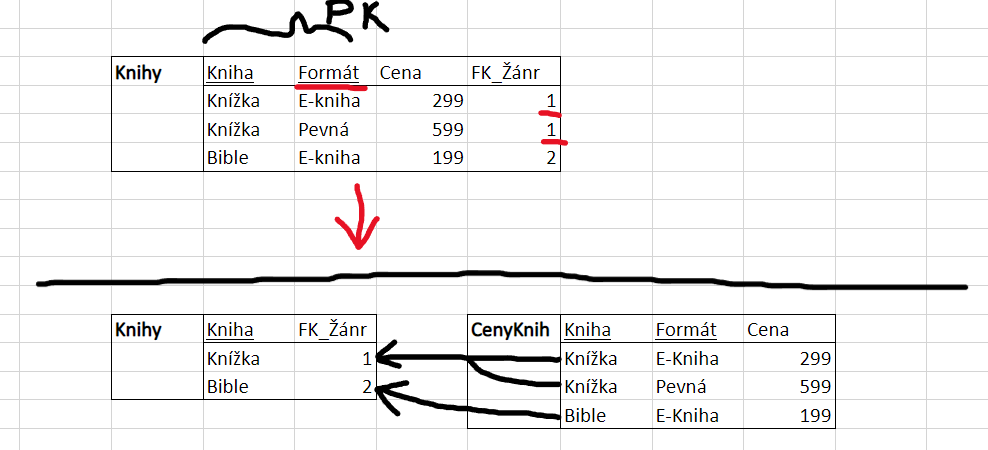 PK
Knihy Kniha Formát Cena FK_Žánr
Knížka E-kniha 299 1
Knížka Pevná 599 1
Bible E-kniha 199 2
Knihy Kniha FK_Žánr CenyKnih Kniha Formát Cena
Knížka 1 Knížka E-Kniha 299
Bible 2 Knížka Pevná 599
Bible E-Kniha 199